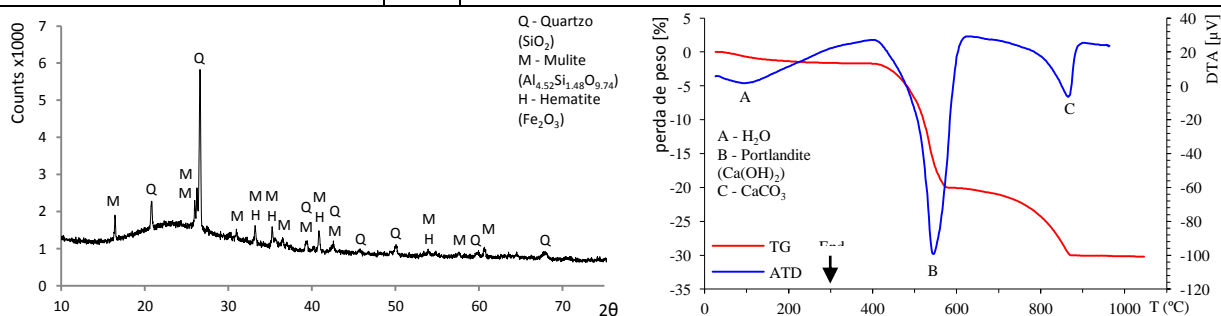 Counts x1000
7
6
5
4
3
2
1
0
10
20
30
40
50
60
70
2θ
Q - Quartzo
(SiO₂)
M - Mulite
(Al₄.₅₂Si₁.₄₈O₉.₇₄)
H - Hematite
(Fe₂O₃)
M
Q
M
M
Q
M
M
H
M
H
M
Q
M
M
H
Q
M
Q
Q
M
H
M
Q
M
Q
perda de peso [%]
5
0
-5
-10
-15
-20
-25
-30
-35
0
200
400
600
800
1000
T (ºC)
40
20
0
-20
-40
-60
-80
-100
-120
DTA [µV]
A
B
C
A - H₂O
B - Portlandite
(Ca(OH)₂)
C - CaCO₃
TG
ATD